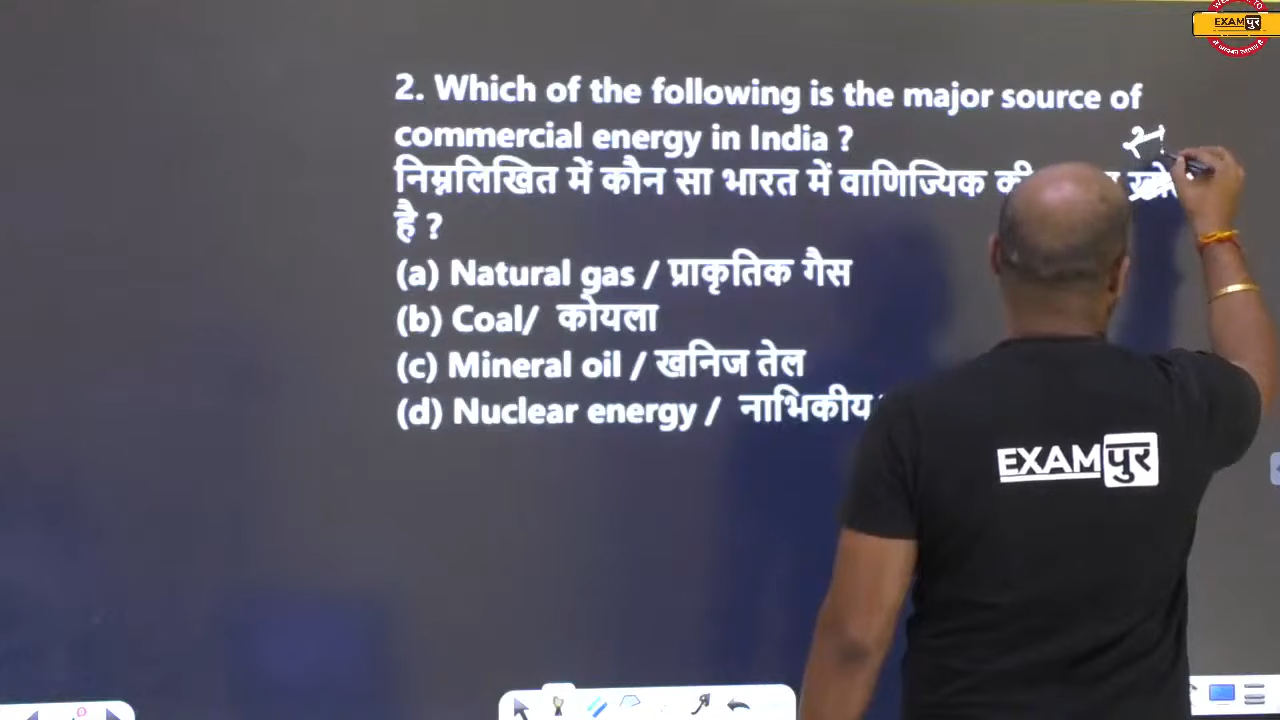 EXAMपुर
2. Which of the following is the major source of
commercial energy in India ?
निम्नलिखित में कौन सा भारत में वाणिज्यिक की
है ?
(a) Natural gas / प्राकृतिक गैस
(b) Coal/ कोयला
(c) Mineral oil / खनिज तेल
(d) Nuclear energy / नाभिकीय
EXAMपुर